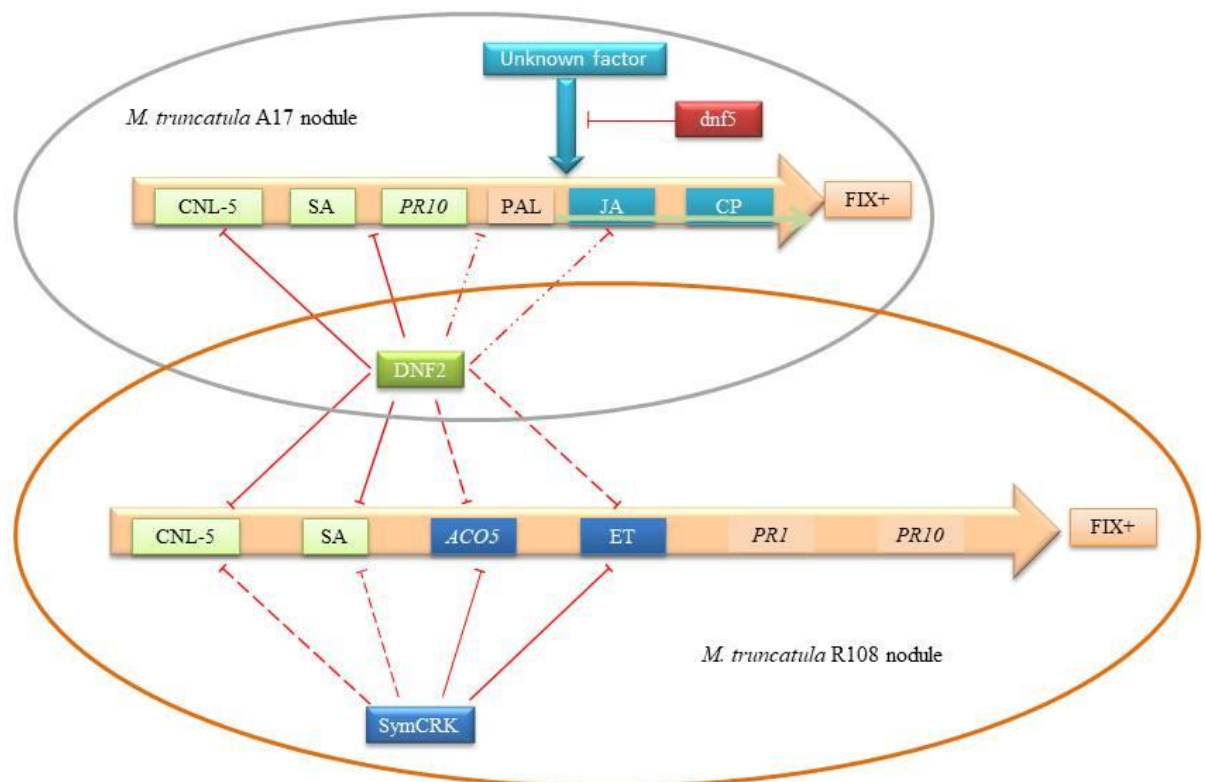 Unknown factor
M. truncatula A17 nodule
dnf5
CNL-5 SA PR10 PAL JA CP FIX+
DNF2
CNL-5 SA ACO5 ET PR1 PR10 FIX+
M. truncatula R108 nodule
SymCRK